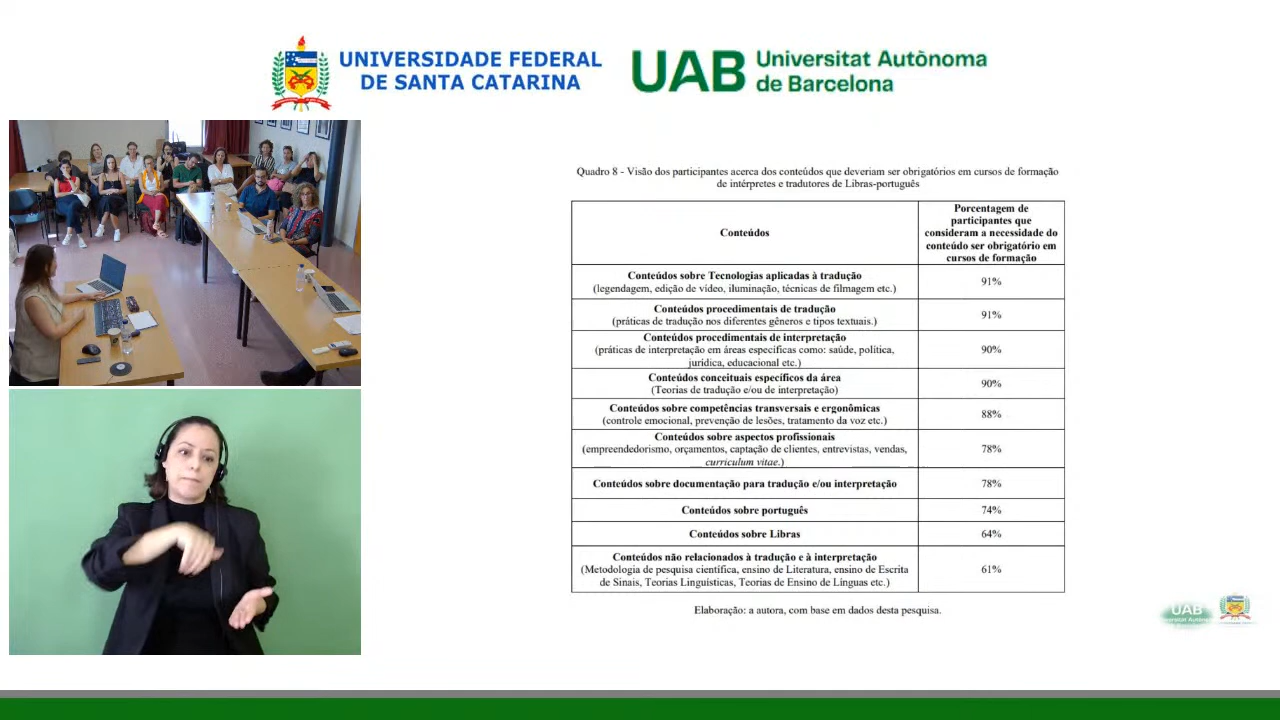 UNIVERSIDADE FEDERAL
DE SANTA CATARINA
UAB
Universitat Autònoma
de Barcelona
Quadro 8 - Visão dos participantes acerca dos conteúdos que deveriam ser obrigatórios em cursos de formação
de intérpretes e tradutores de Libras-português
Conteúdos
Porcentagem de
participantes que
consideram a necessidade do
conteúdo ser obrigatório em
cursos de formação
Conteúdos sobre Tecnologias aplicadas à tradução
(legendagem, edição de vídeo, iluminação, técnicas de filmagem etc.)
91%
Conteúdos procedimentais de tradução
(práticas de tradução nos diferentes gêneros e tipos textuais.)
91%
Conteúdos procedimentais de interpretação
(práticas de interpretação em áreas específicas como: saúde, política,
jurídica, educacional etc.)
90%
Conteúdos conceituais específicos da área
(Teorias de tradução e/ou de interpretação)
90%
Conteúdos sobre competências transversais e ergonômicas
(controle emocional, prevenção de lesões, tratamento da voz etc.)
88%
Conteúdos sobre aspectos profissionais
(empreendedorismo, orçamentos, captação de clientes, entrevistas, vendas,
curriculum vitae.)
78%
Conteúdos sobre documentação para tradução e/ou interpretação
78%
Conteúdos sobre português
74%
Conteúdos sobre Libras
64%
Conteúdos não relacionados à tradução e à interpretação
(Metodologia de pesquisa científica, ensino de Literatura, ensino de Escrita
de Sinais, Teorias Linguísticas, Teorias de Ensino de Línguas etc.)
61%
Elaboração: a autora, com base em dados desta pesquisa.
UAB